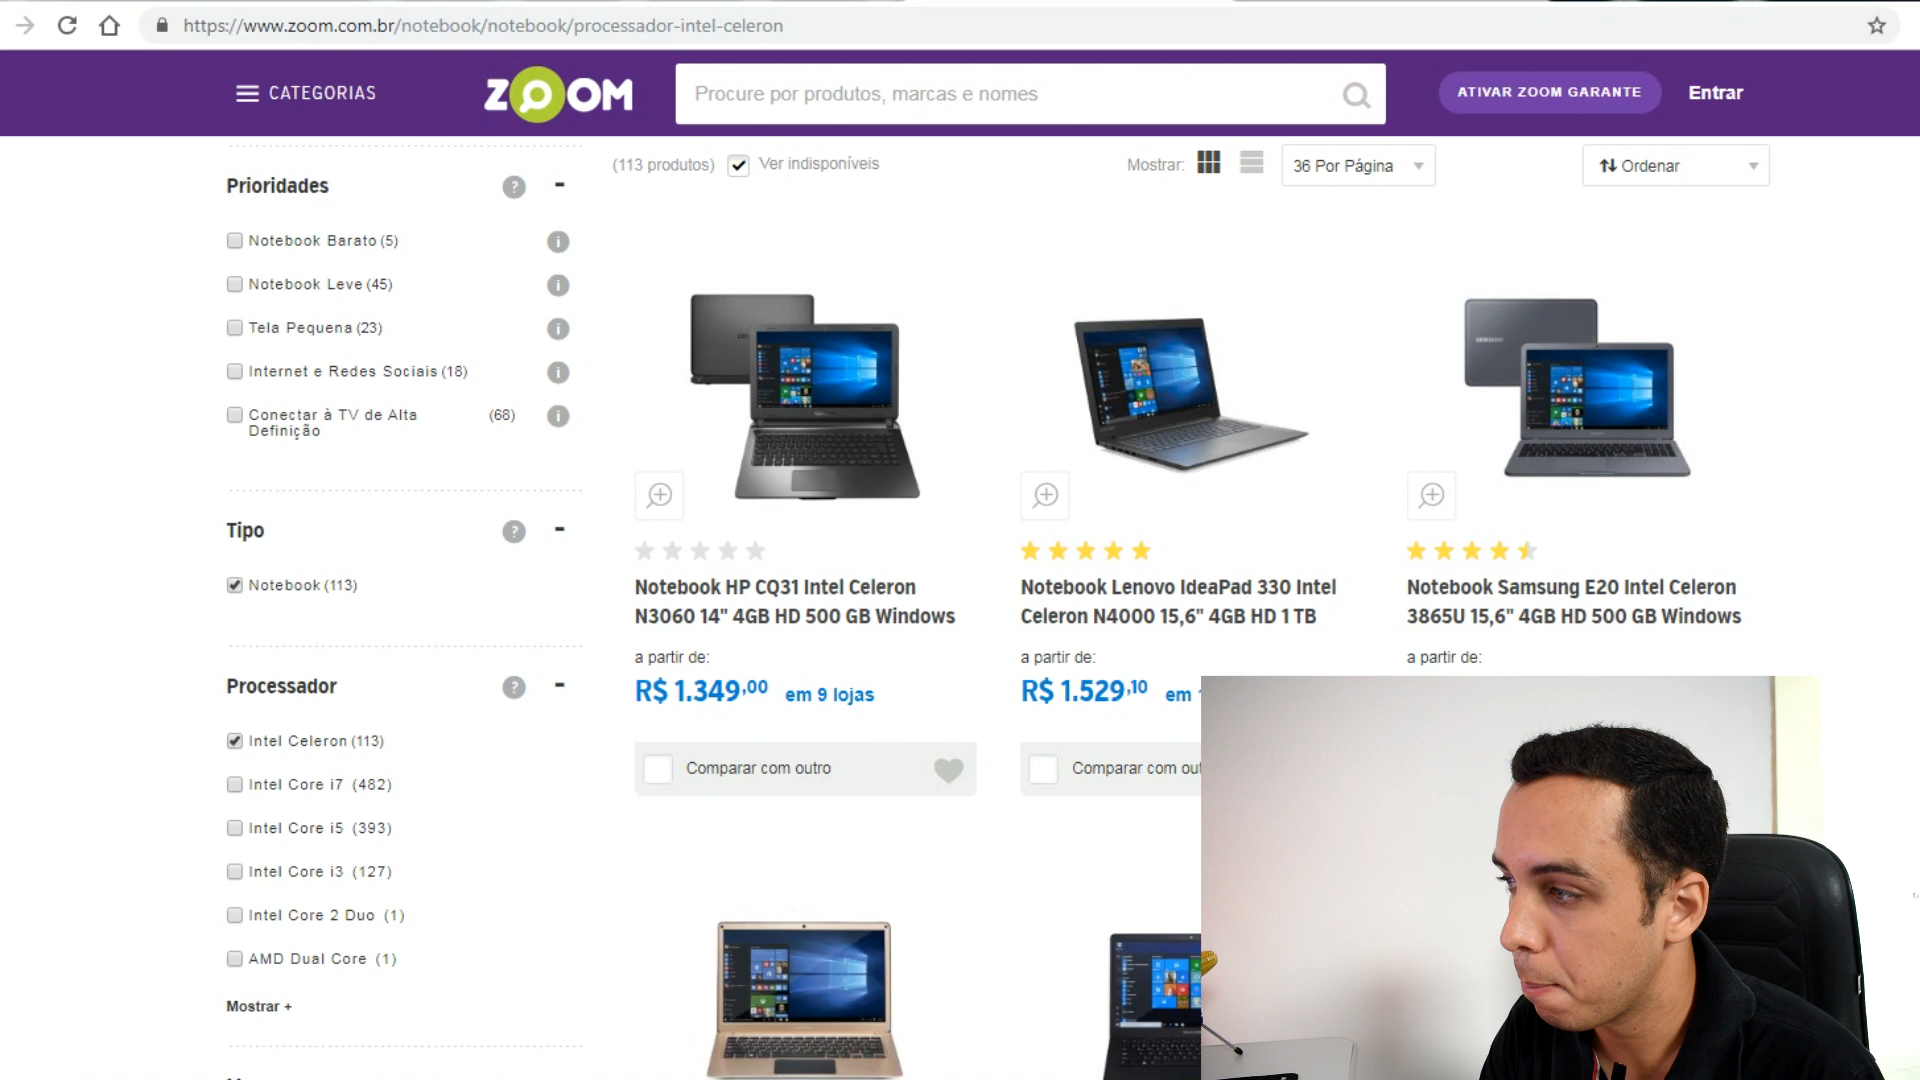 https://www.zoom.com.br/notebook/notebook/processador-intel-celeron
CATEGORIAS
ZOOM
Procure por produtos, marcas e nomes
ATIVAR ZOOM GARANTE
Entrar
(113 produtos)
Ver indisponíveis
Mostrar:
36 Por Página
Ordenar
Prioridades
Notebook Barato (5)
Notebook Leve (45)
Tela Pequena (23)
Internet e Redes Sociais (18)
Conectar à TV de Alta (68)
Definição
Tipo
Notebook (113)
Processador
Intel Celeron (113)
Intel Core i7 (482)
Intel Core i5 (393)
Intel Core i3 (127)
Intel Core 2 Duo (1)
AMD Dual Core (1)
Mostrar +
Notebook HP CQ31 Intel Celeron
N3060 14" 4GB HD 500 GB Windows
a partir de:
R$ 1.349,00 em 9 lojas
Comparar com outro
Notebook Lenovo IdeaPad 330 Intel
Celeron N4000 15,6" 4GB HD 1 TB
a partir de:
R$ 1.529,10 em
Comparar com out
SAMSUNG
Notebook Samsung E20 Intel Celeron
3865U 15,6" 4GB HD 500 GB Windows
a partir de: